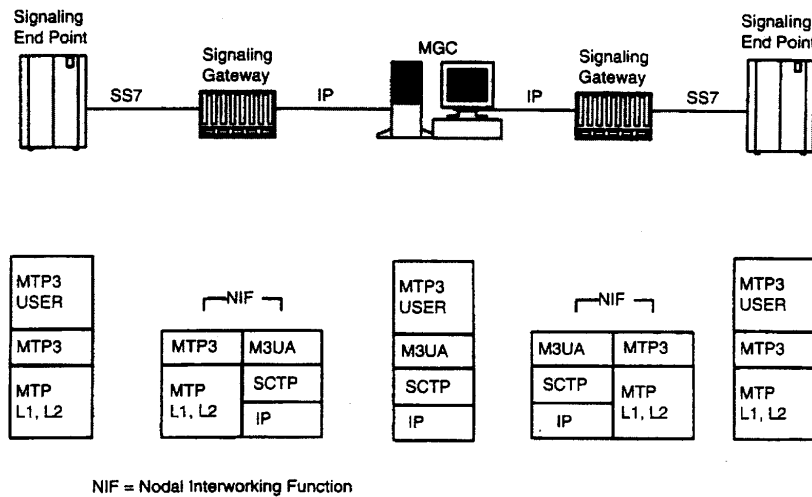 Signaling
End Point
Signaling
Gateway
MGC
Signaling
Gateway
Signaling
End Point
SS7
IP
IP
SS7
MTP3
USER
MTP3
MTP
L1, L2
NIF
MTP3
M3UA
MTP
L1, L2
SCTP
IP
MTP3
USER
M3UA
SCTP
IP
NIF
M3UA
MTP3
SCTP
IP
MTP
L1, L2
MTP3
USER
MTP3
MTP
L1, L2
NIF = Nodal Interworking Function